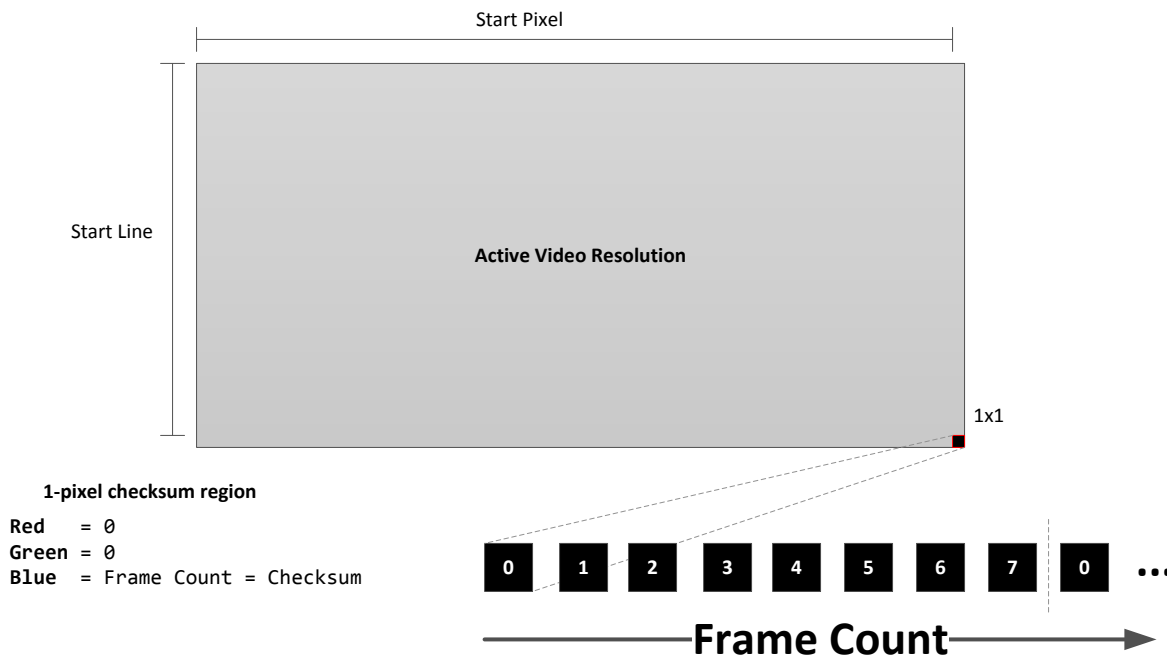 Start Pixel
Start Line
Active Video Resolution
1x1
1-pixel checksum region
Red   = 0
Green = 0
Blue  = Frame Count = Checksum
0 1 2 3 4 5 6 7 0 ...
Frame Count